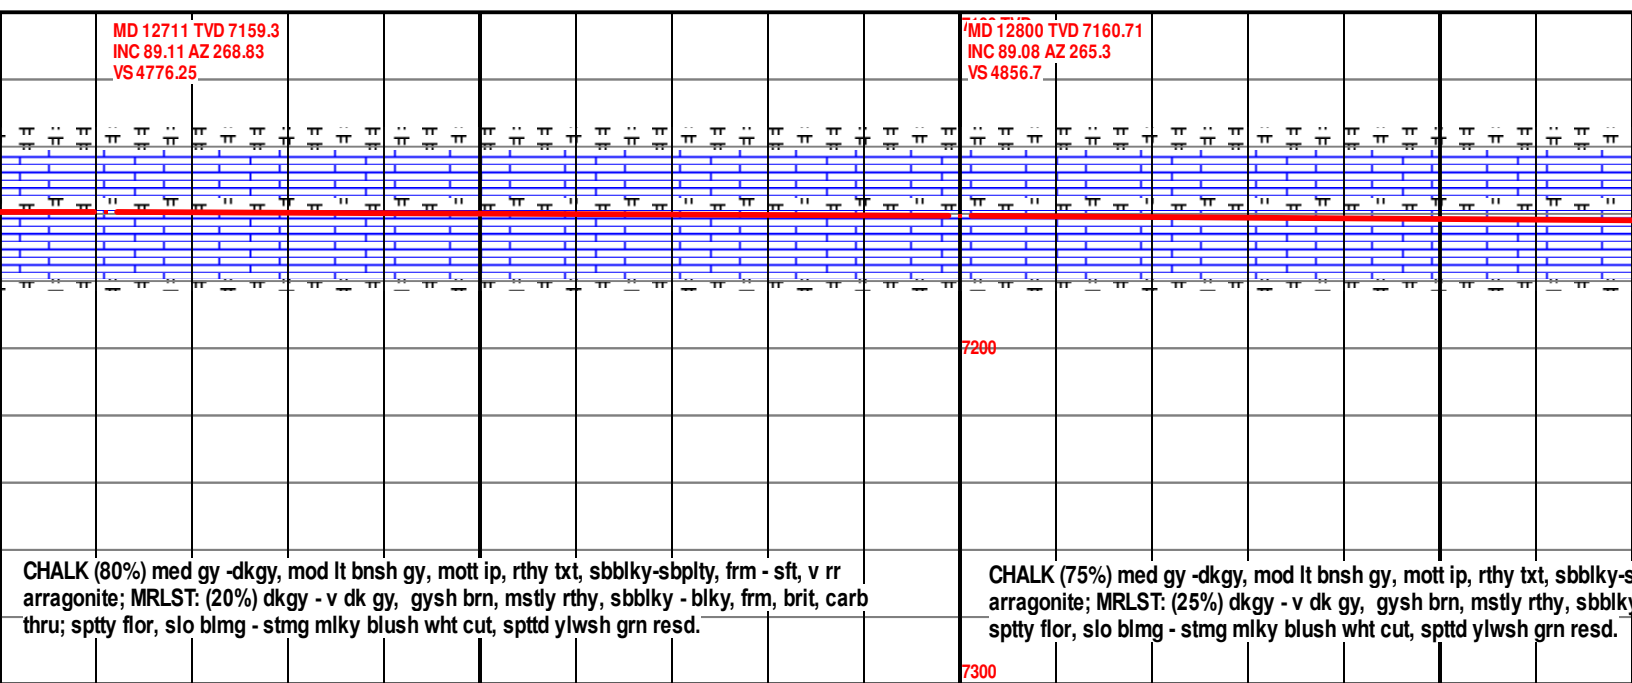 MD 12711 TVD 7159.3
INC 89.11 AZ 268.83
VS 4776.25
MD 12800 TVD 7160.71
INC 89.08 AZ 265.3
VS 4856.7
7200
CHALK (80%) med gy -dkgy, mod lt bnsh gy, mott ip, rthy txt, sbblky-sbplty, frm - sft, v rr
arragonite; MRLST: (20%) dkgy - v dk gy, gysh brn, mstly rthy, sbblky - blky, frm, brit, carb
thru; sptty flor, slo blmg - stmg mlky blush wht cut, spttd ylwsh grn resd.
CHALK (75%) med gy -dkgy, mod lt bnsh gy, mott ip, rthy txt, sbblky-s
arragonite; MRLST: (25%) dkgy - v dk gy, gysh brn, mstly rthy, sbblky
sptty flor, slo blmg - stmg mlky blush wht cut, spttd ylwsh grn resd.
7300